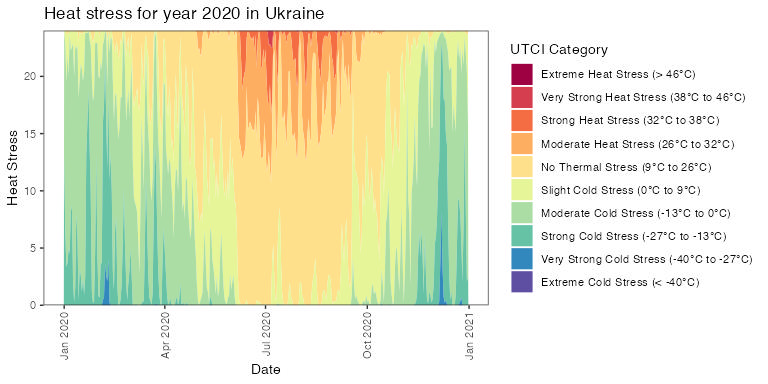 Heat stress for year 2020 in Ukraine
20
15
10
5
0
Heat Stress
Jan 2020
Apr 2020
Jul 2020
Oct 2020
Jan 2021
Date
UTCI Category
Extreme Heat Stress (> 46°C)
Very Strong Heat Stress (38°C to 46°C)
Strong Heat Stress (32°C to 38°C)
Moderate Heat Stress (26°C to 32°C)
No Thermal Stress (9°C to 26°C)
Slight Cold Stress (0°C to 9°C)
Moderate Cold Stress (-13°C to 0°C)
Strong Cold Stress (-27°C to -13°C)
Very Strong Cold Stress (-40°C to -27°C)
Extreme Cold Stress (< -40°C)